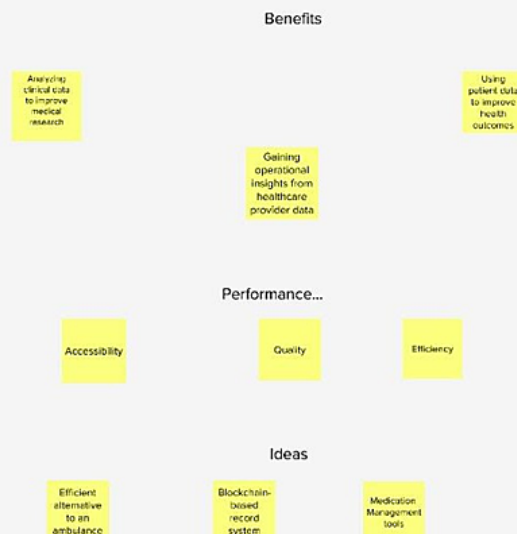 Benefits
Analyzing
clinical data
to improve
medical
research
Using
patient data
to improve
health
outcomes
Gaining
operational
insights from
healthcare
provider data
Performance...
Accessibility
Quality
Efficiency
Ideas
Efficient
alternative
to an
ambulance
Blockchain-
based
record
system
Medication
Management
tools